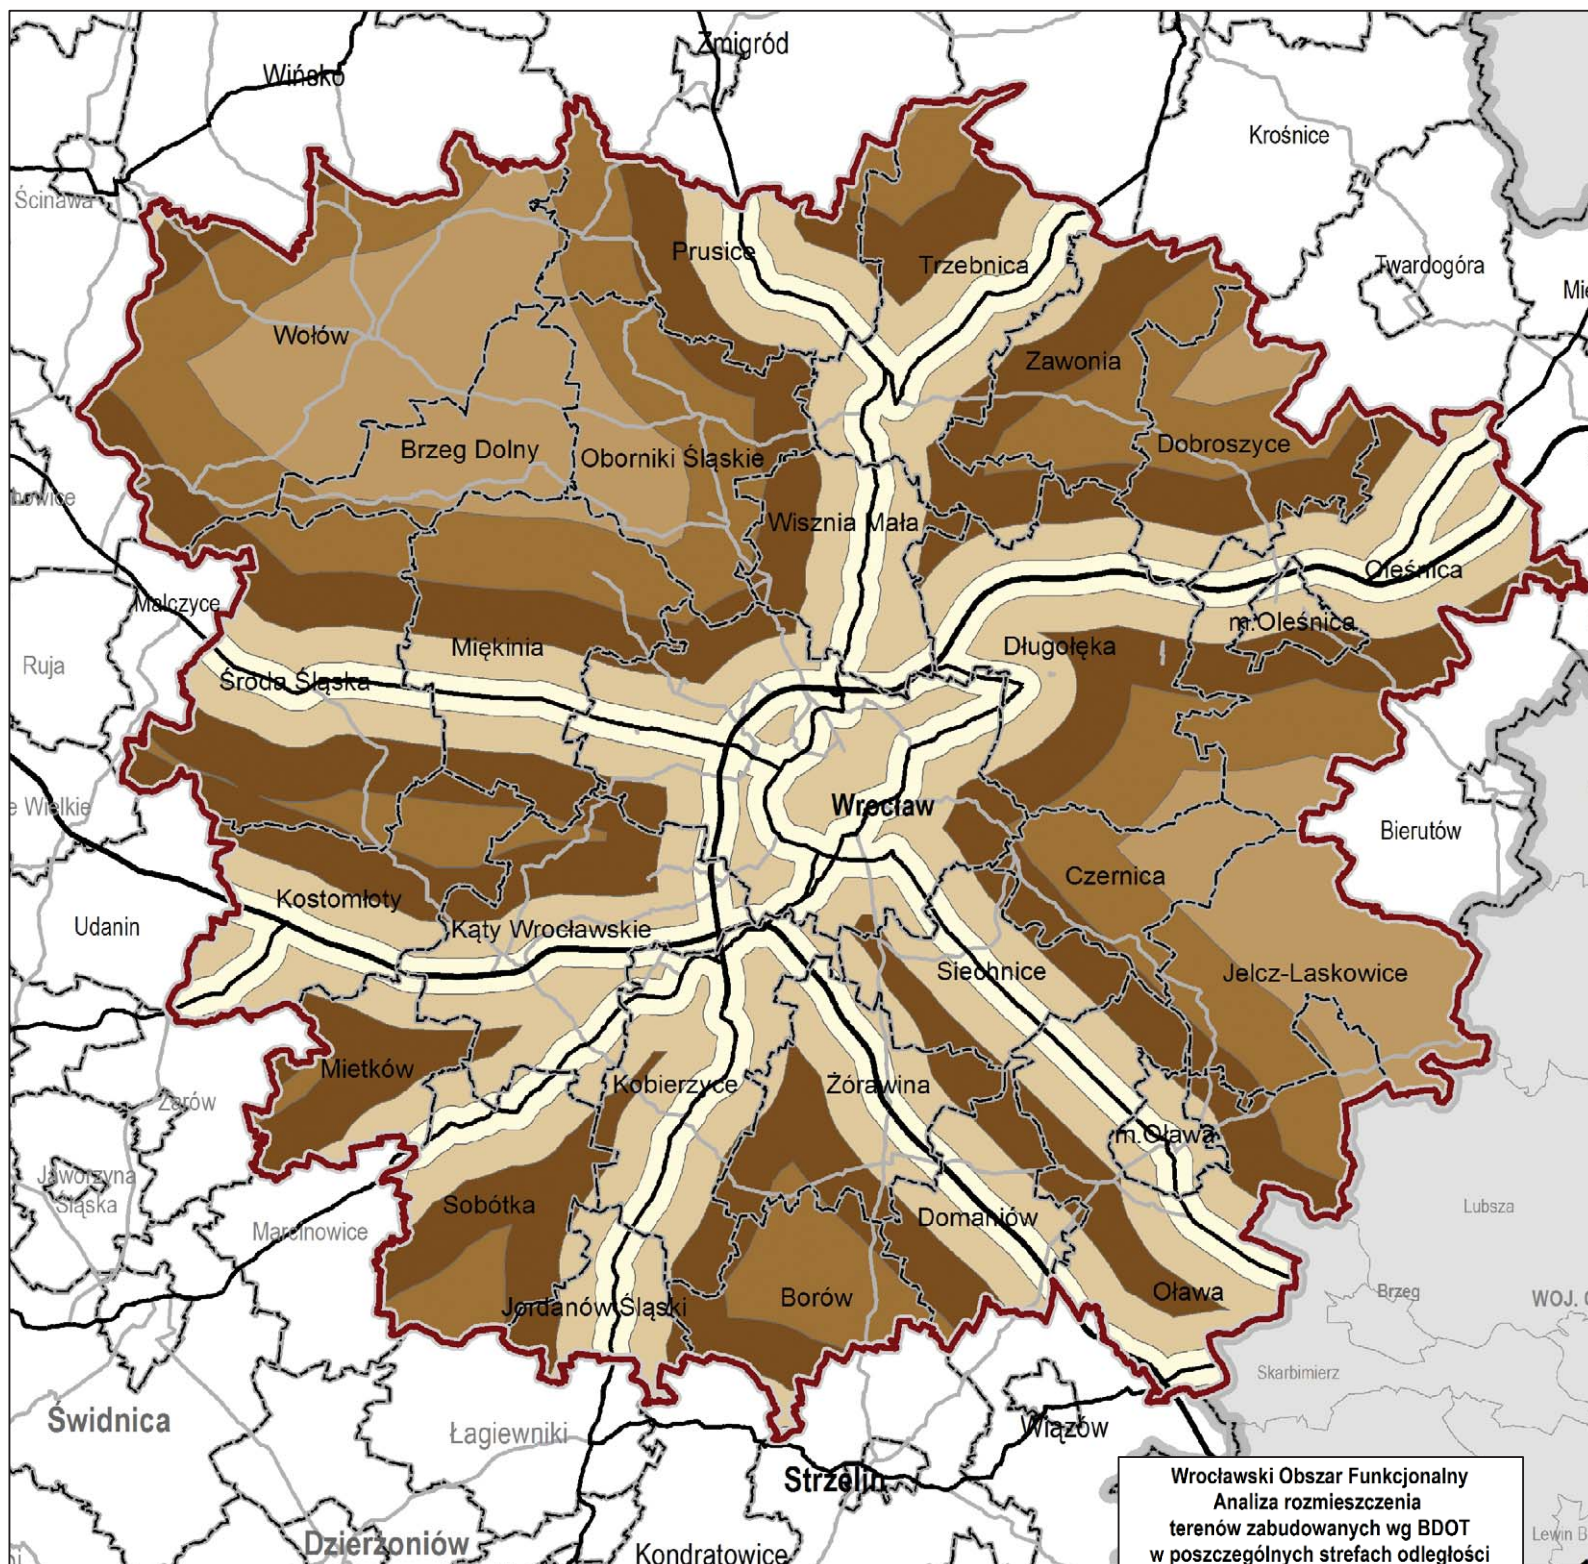 Żmigród
Wińsko
Krośnice
Ścinawa
Prusice
Trzebnica
Twardogóra
Wołów
Zawonia
Brzeg Dolny
Oborniki Śląskie
Dobroszyce
Wisznia Mała
Oleśnica
Malczyce
m.Oleśnica
Miękinia
Długołęka
Ruja
Środa Śląska
Wielkie
Wrocław
Bierutów
Czernica
Kostomłoty
Udanin
Kąty Wrocławskie
Siechnice
Jelcz-Laskowice
Mietków
Kobierzyce
Żórawina
Żarów
m.Oława
Jaworzyna
Śląska
Sobótka
Lubsza
Marcinowice
Domaniów
Oława
Brzeg
Jordanów Śląski
Borów
Skarbimierz
Świdnica
Łagiewniki
Wiązów
Strzelin
Wrocławski Obszar Funkcjonalny
Analiza rozmieszczenia
terenów zabudowanych wg BDOT
w poszczególnych strefach odległości
Dzierżoniów
Kondratowice